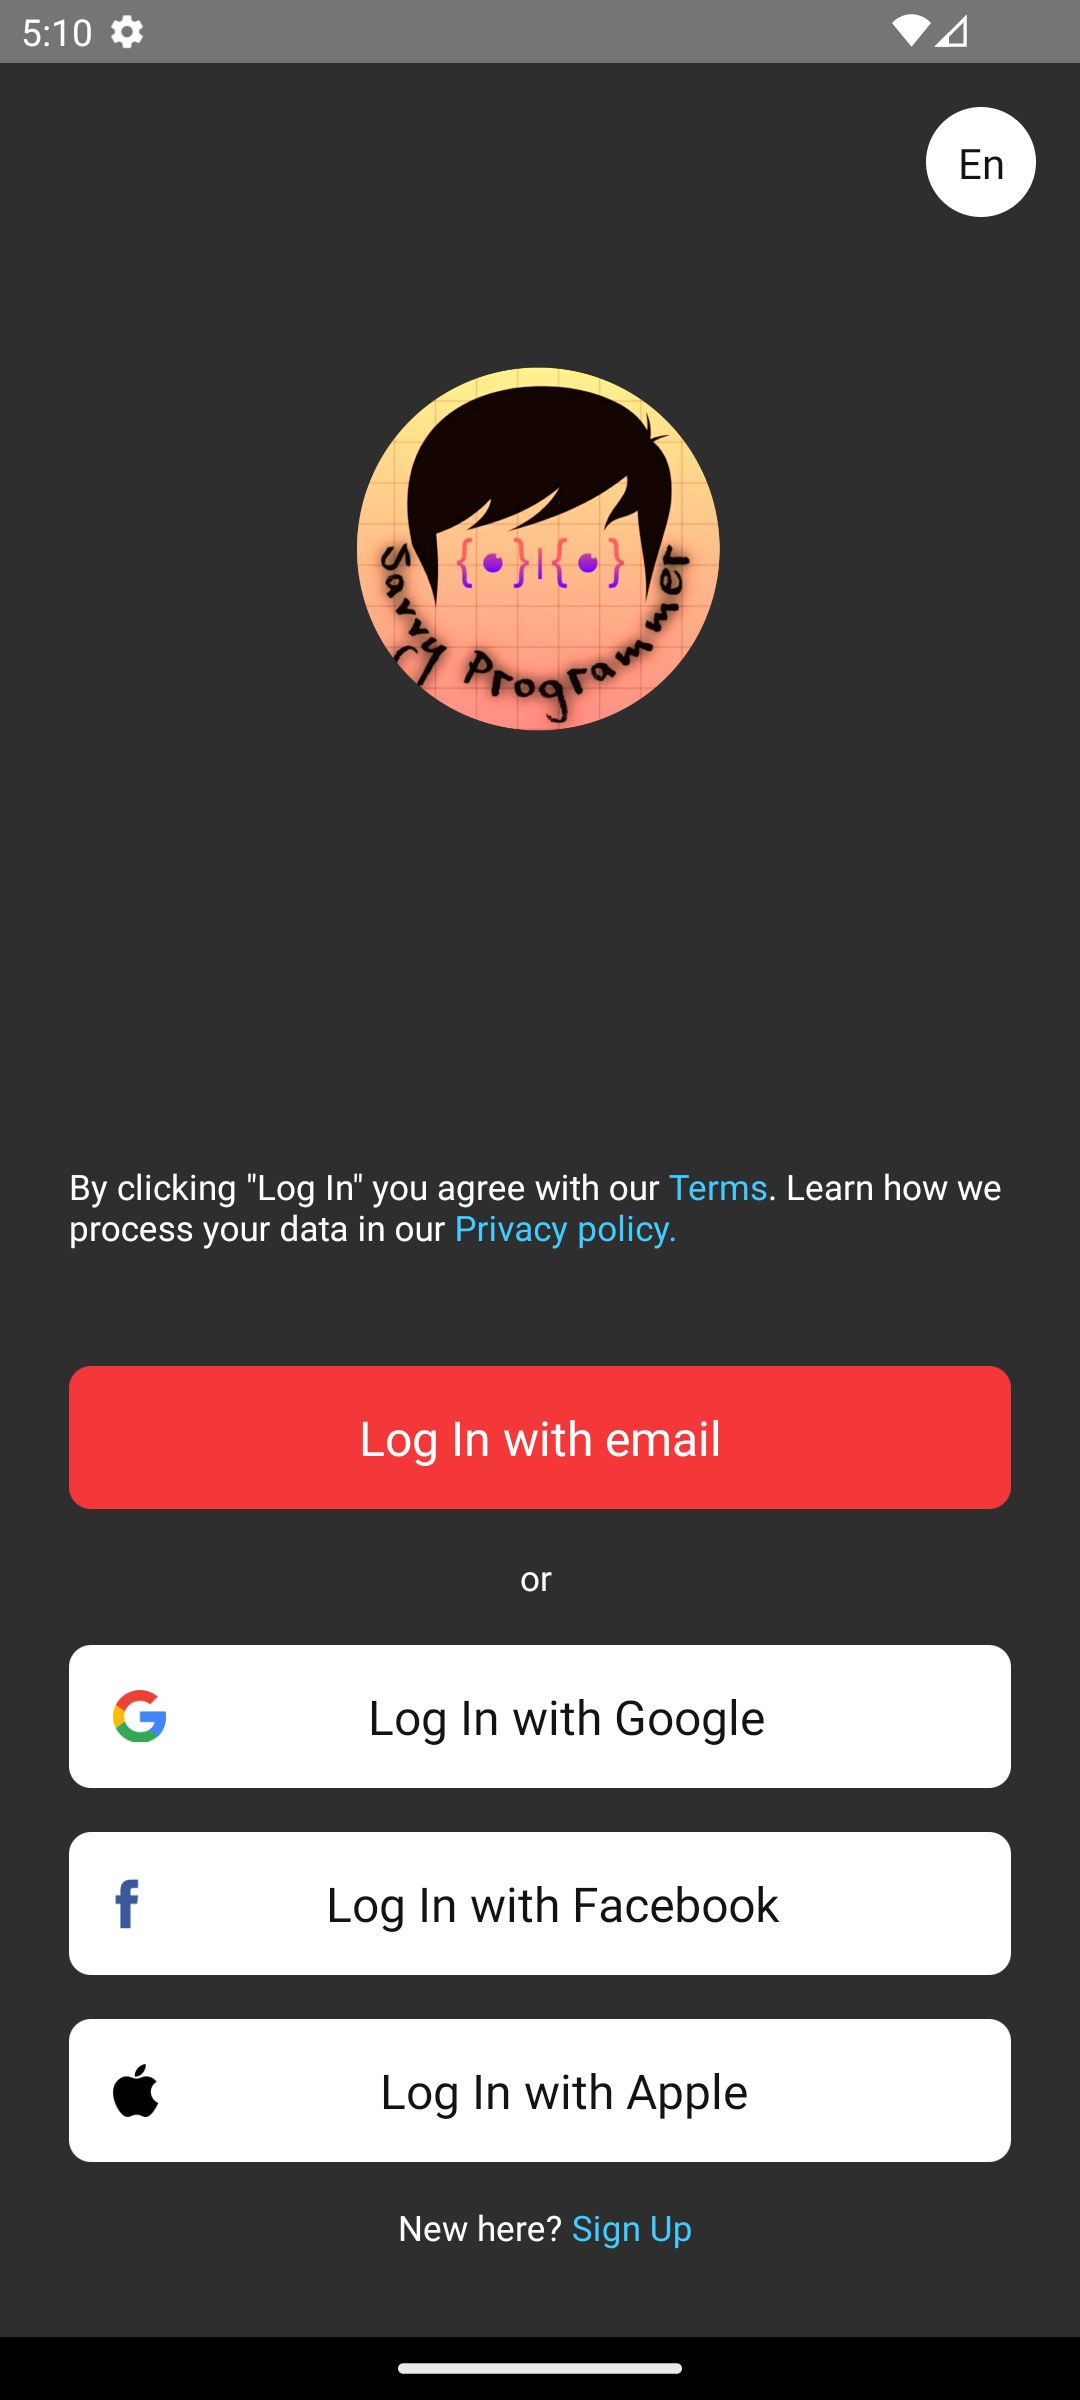 5:10
En
{•}|{•}
Savvy Programmer
By clicking "Log In" you agree with our Terms. Learn how we
process your data in our Privacy policy.
Log In with email
or
Log In with Google
Log In with Facebook
Log In with Apple
New here? Sign Up